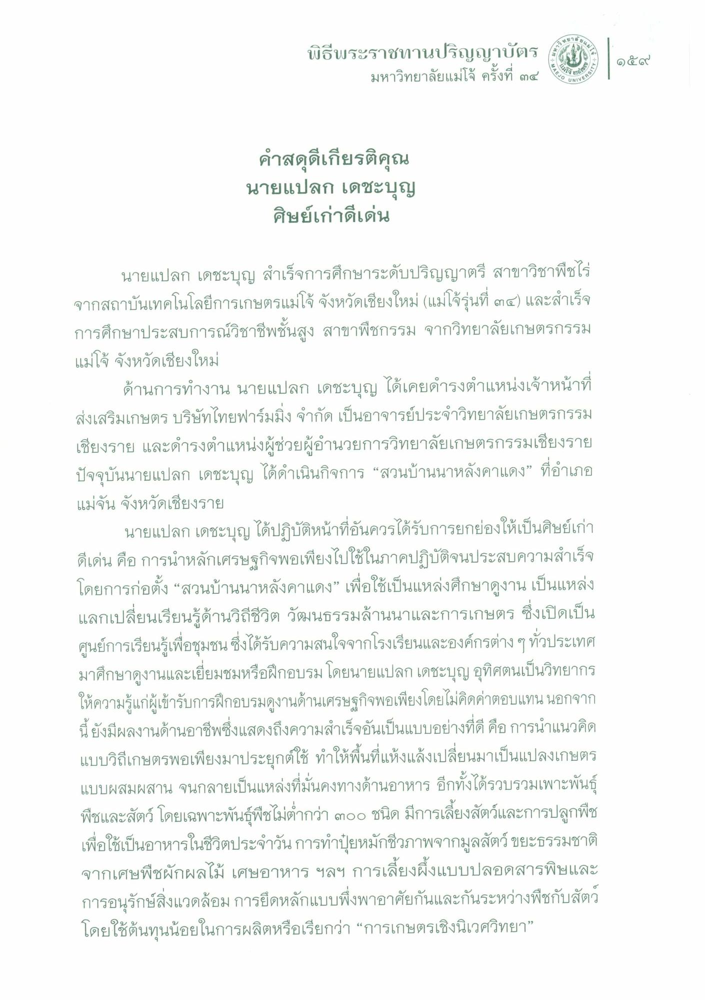 พิธีพระราชทานปริญญาบัตร
มหาวิทยาลัยแม่โจ้ ครั้งที่ ๓๔
มหาวิทยาลัยแม่โจ้
แม่โจ้ ๒๔๗๗
MAEJO UNIVERSITY
๑๕๙
คำสดุดีเกียรติคุณ
นายแปลก เดชะบุญ
ศิษย์เก่าดีเด่น
นายแปลก เดชะบุญ สำเร็จการศึกษาระดับปริญญาตรี สาขาวิชาพืชไร่
จากสถาบันเทคโนโลยีการเกษตรแม่โจ้ จังหวัดเชียงใหม่ (แม่โจ้รุ่นที่ ๓๔) และสำเร็จ
การศึกษาประสบการณ์วิชาชีพชั้นสูง สาขาพืชกรรม จากวิทยาลัยเกษตรกรรม
แม่โจ้ จังหวัดเชียงใหม่
ด้านการทำงาน นายแปลก เดชะบุญ ได้เคยดำรงตำแหน่งเจ้าหน้าที่
ส่งเสริมเกษตร บริษัทไทยฟาร์มมิ่ง จำกัด เป็นอาจารย์ประจำวิทยาลัยเกษตรกรรม
เชียงราย และดำรงตำแหน่งผู้ช่วยผู้อำนวยการวิทยาลัยเกษตรกรรมเชียงราย
ปัจจุบันนายแปลก เดชะบุญ ได้ดำเนินกิจการ “สวนบ้านนาหลังคาแดง” ที่อำเภอ
แม่จัน จังหวัดเชียงราย
นายแปลก เดชะบุญ ได้ปฏิบัติหน้าที่อันควรได้รับการยกย่องให้เป็นศิษย์เก่า
ดีเด่น คือ การนำหลักเศรษฐกิจพอเพียงไปใช้ในภาคปฏิบัติจนประสบความสำเร็จ
โดยการก่อตั้ง “สวนบ้านนาหลังคาแดง” เพื่อใช้เป็นแหล่งศึกษาดูงาน เป็นแหล่ง
แลกเปลี่ยนเรียนรู้ด้านวิถีชีวิต วัฒนธรรมล้านนาและการเกษตร ซึ่งเปิดเป็น
ศูนย์การเรียนรู้เพื่อชุมชน ซึ่งได้รับความสนใจจากโรงเรียนและองค์กรต่าง ๆ ทั่วประเทศ
มาศึกษาดูงานและเยี่ยมชมหรือฝึกอบรม โดยนายแปลก เดชะบุญ อุทิศตนเป็นวิทยากร
ให้ความรู้แก่ผู้เข้ารับการฝึกอบรมดูงานด้านเศรษฐกิจพอเพียงโดยไม่คิดค่าตอบแทน นอกจาก
นี้ ยังมีผลงานด้านอาชีพซึ่งแสดงถึงความสำเร็จอันเป็นแบบอย่างที่ดี คือ การนำแนวคิด
แบบวิถีเกษตรพอเพียงมาประยุกต์ใช้ ทำให้พื้นที่แห้งแล้งเปลี่ยนมาเป็นแปลงเกษตร
แบบผสมผสาน จนกลายเป็นแหล่งที่มั่นคงทางด้านอาหาร อีกทั้งได้รวบรวมเพาะพันธุ์
พืชและสัตว์ โดยเฉพาะพันธุ์พืชไม่ต่ำกว่า ๓๐๐ ชนิด มีการเลี้ยงสัตว์และการปลูกพืช
เพื่อใช้เป็นอาหารในชีวิตประจำวัน การทำปุ๋ยหมักชีวภาพจากมูลสัตว์ ขยะธรรมชาติ
จากเศษพืชผักผลไม้ เศษอาหาร ฯลฯ การเลี้ยงผึ้งแบบปลอดสารพิษและ
การอนุรักษ์สิ่งแวดล้อม การยึดหลักแบบพึ่งพาอาศัยกันและกันระหว่างพืชกับสัตว์
โดยใช้ต้นทุนน้อยในการผลิตหรือเรียกว่า “การเกษตรเชิงนิเวศวิทยา”